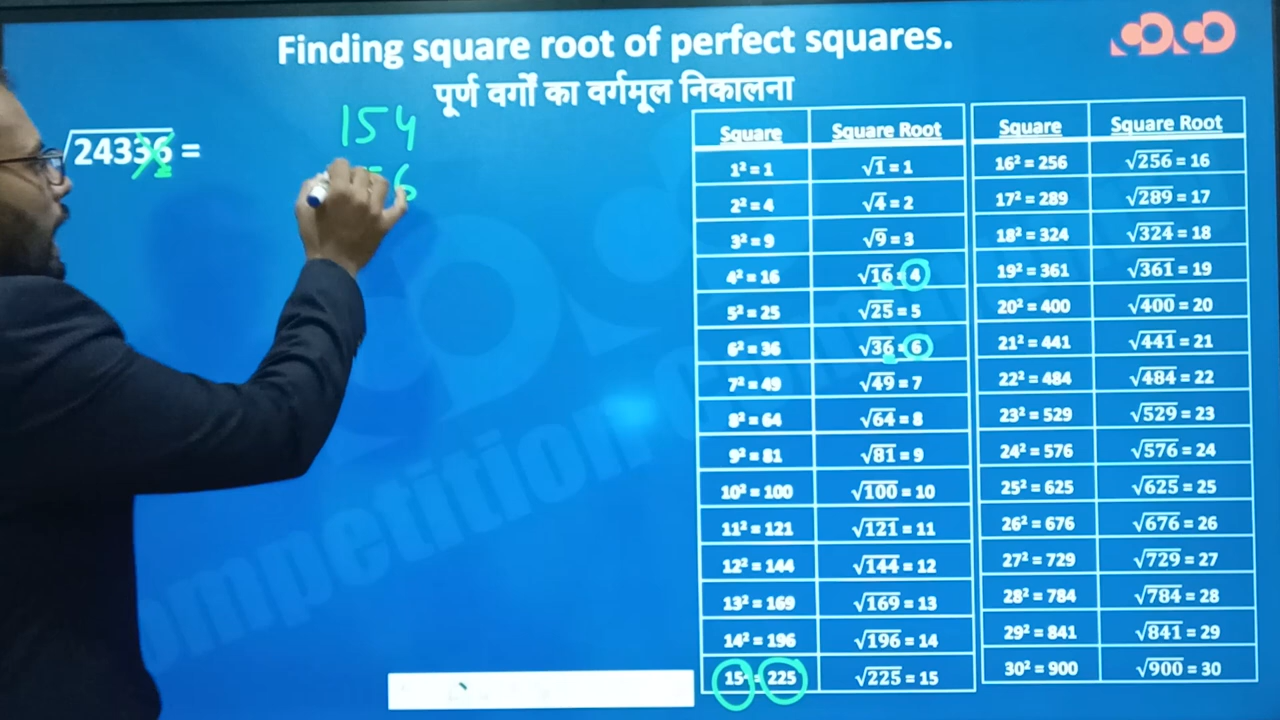 Finding square root of perfect squares.
पूर्ण वर्गों का वर्गमूल निकालना
√24336 =
154
6
Square Square Root
1² = 1 √1 = 1
2² = 4 √4 = 2
3² = 9 √9 = 3
4² = 16 √16 = 4
5² = 25 √25 = 5
6² = 36 √36 = 6
7² = 49 √49 = 7
8² = 64 √64 = 8
9² = 81 √81 = 9
10² = 100 √100 = 10
11² = 121 √121 = 11
12² = 144 √144 = 12
13² = 169 √169 = 13
14² = 196 √196 = 14
15² = 225 √225 = 15
Square Square Root
16² = 256 √256 = 16
17² = 289 √289 = 17
18² = 324 √324 = 18
19² = 361 √361 = 19
20² = 400 √400 = 20
21² = 441 √441 = 21
22² = 484 √484 = 22
23² = 529 √529 = 23
24² = 576 √576 = 24
25² = 625 √625 = 25
26² = 676 √676 = 26
27² = 729 √729 = 27
28² = 784 √784 = 28
29² = 841 √841 = 29
30² = 900 √900 = 30